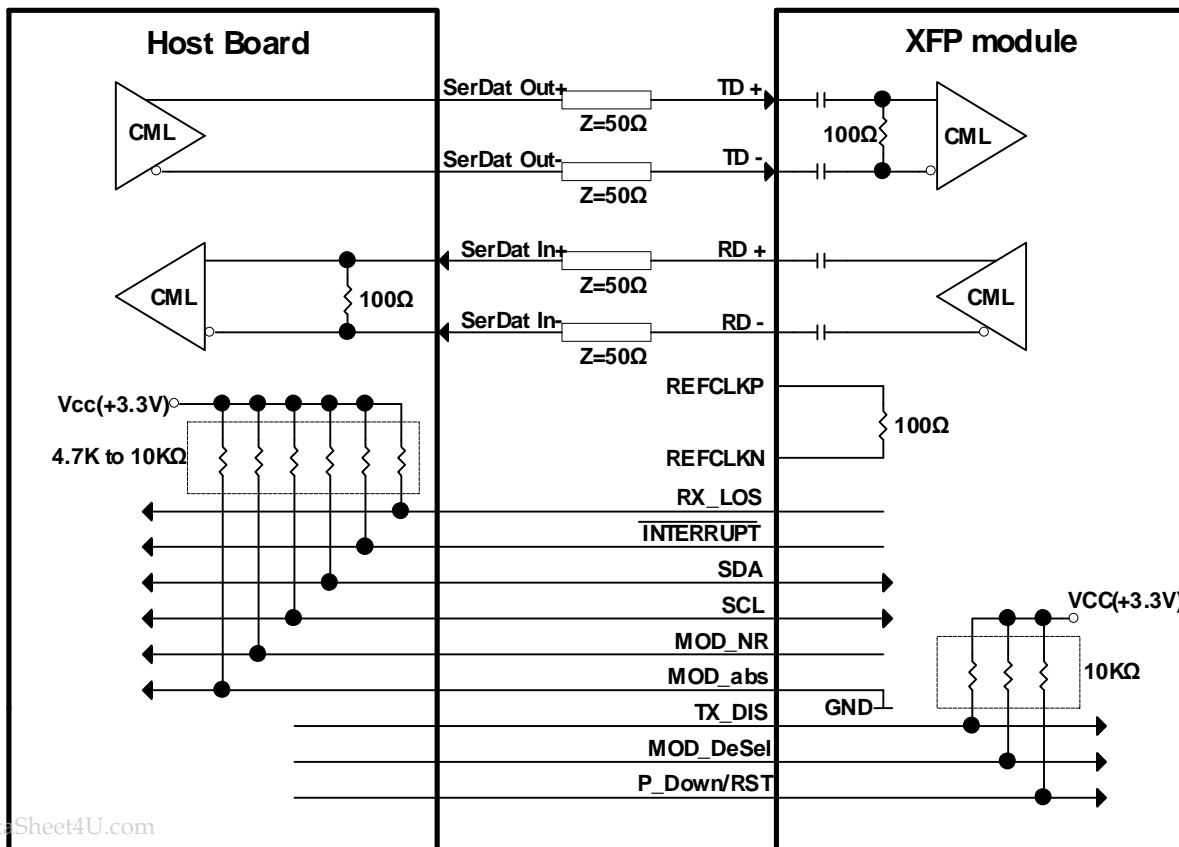 Host Board
XFP module
CML
SerDat Out+
Z=50Ω
TD +
100Ω
CML
SerDat Out-
Z=50Ω
TD -
CML
100Ω
SerDat In+
Z=50Ω
RD +
CML
SerDat In-
Z=50Ω
RD -
REFCLKP
100Ω
REFCLKN
Vcc(+3.3V)
4.7K to 10KΩ
RX_LOS
INTERRUPT
SDA
SCL
MOD_NR
MOD_abs
GND
VCC(+3.3V)
10KΩ
TX_DIS
MOD_DeSel
P_Down/RST
aSheet4U.com